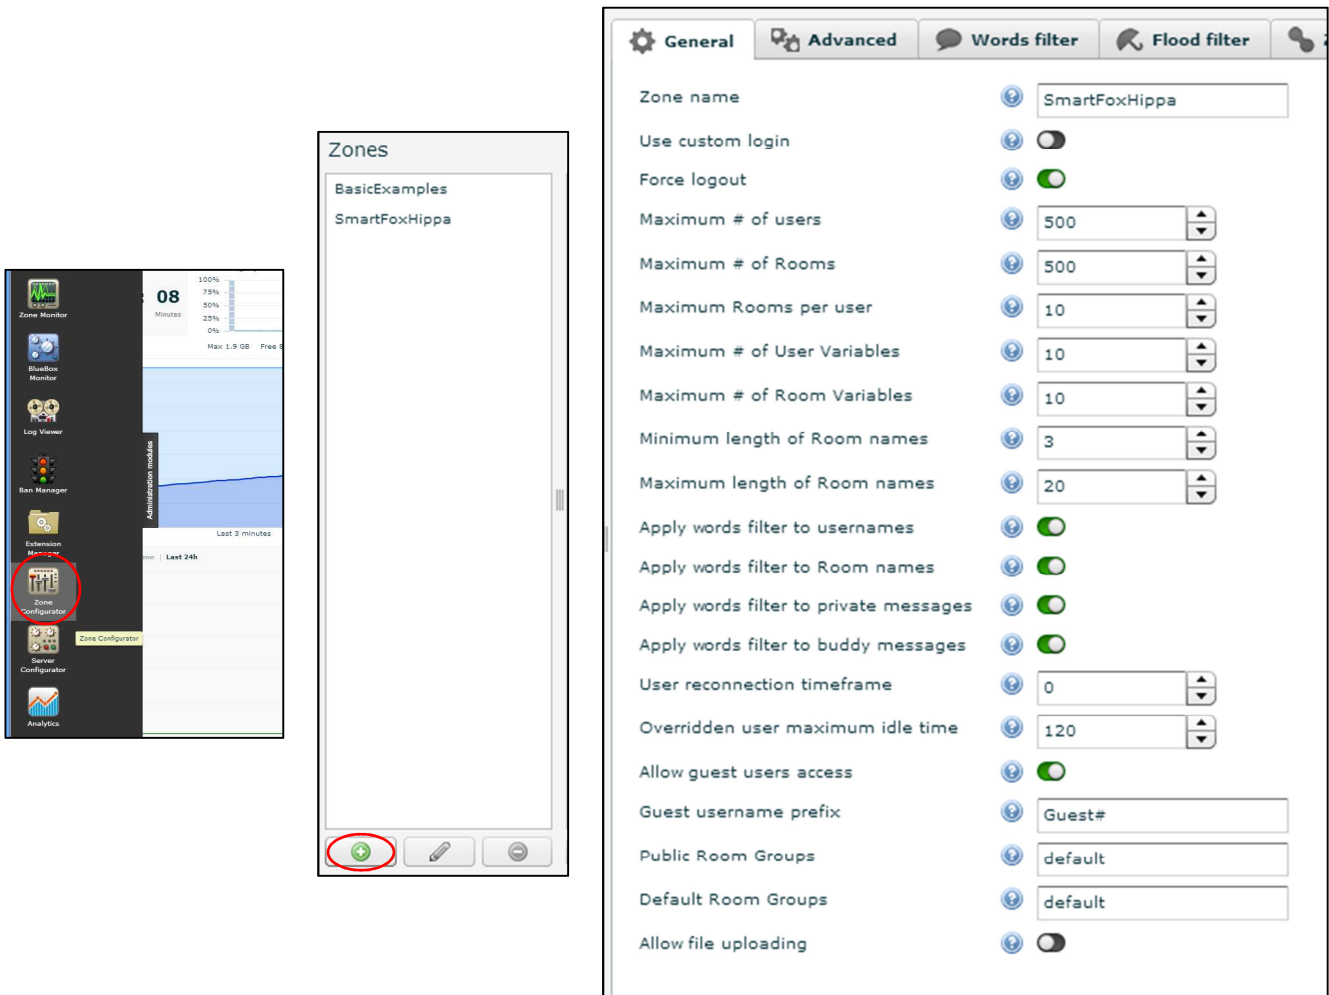 Zone Monitor
BlueBox
Monitor
Log Viewer
Ban Manager
Extension
Manager
Zone
Configurator
Server
Configurator
Analytics
Zone Configurator
Administration modules
08
Minutes
100%
75%
50%
25%
0%
Max 1.9 GB Free
Last 3 minutes
Last 24h
Zones
BasicExamples
SmartFoxHippa
General Advanced Words filter Flood filter
Zone name SmartFoxHippa
Use custom login
Force logout
Maximum # of users 500
Maximum # of Rooms 500
Maximum Rooms per user 10
Maximum # of User Variables 10
Maximum # of Room Variables 10
Minimum length of Room names 3
Maximum length of Room names 20
Apply words filter to usernames
Apply words filter to Room names
Apply words filter to private messages
Apply words filter to buddy messages
User reconnection timeframe 0
Overridden user maximum idle time 120
Allow guest users access
Guest username prefix Guest#
Public Room Groups default
Default Room Groups default
Allow file uploading